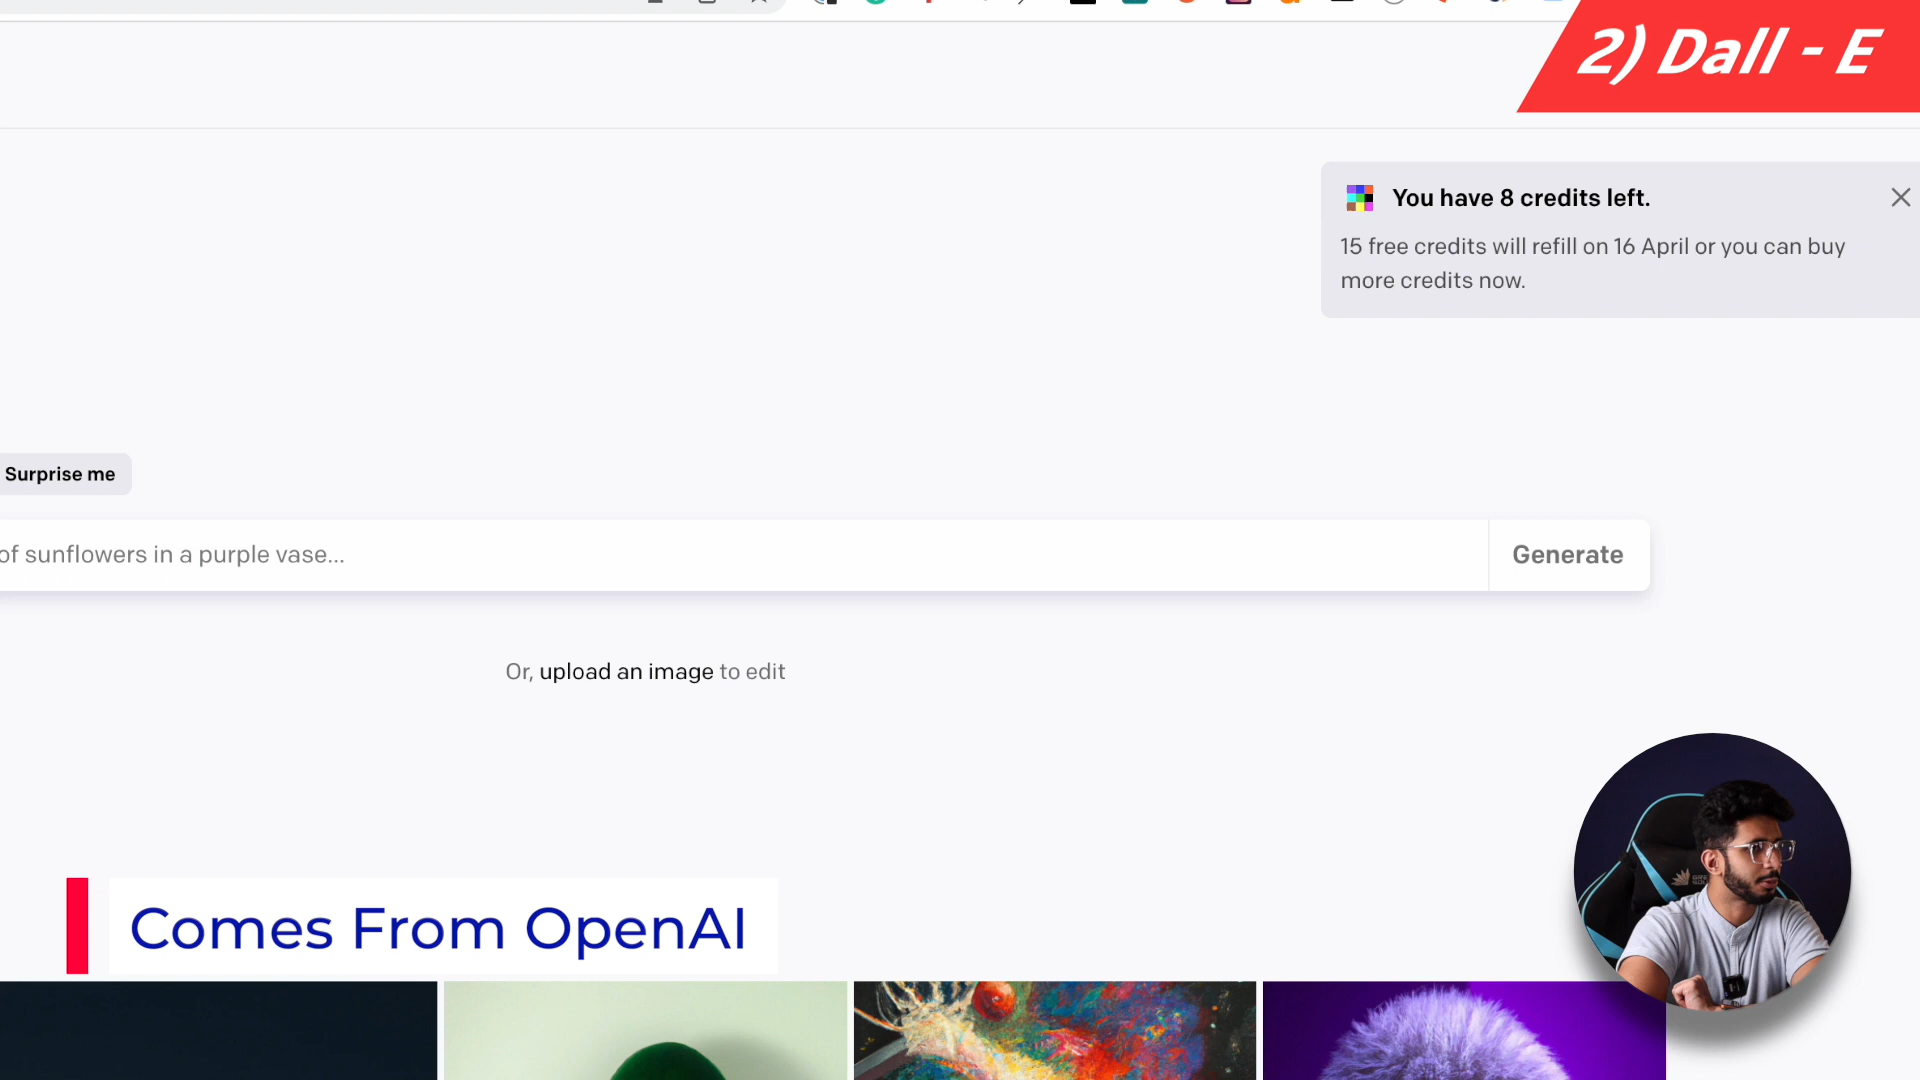 2) Dall - E
You have 8 credits left.
15 free credits will refill on 16 April or you can buy
more credits now.
Surprise me
of sunflowers in a purple vase...
Generate
Or, upload an image to edit
Comes From OpenAI